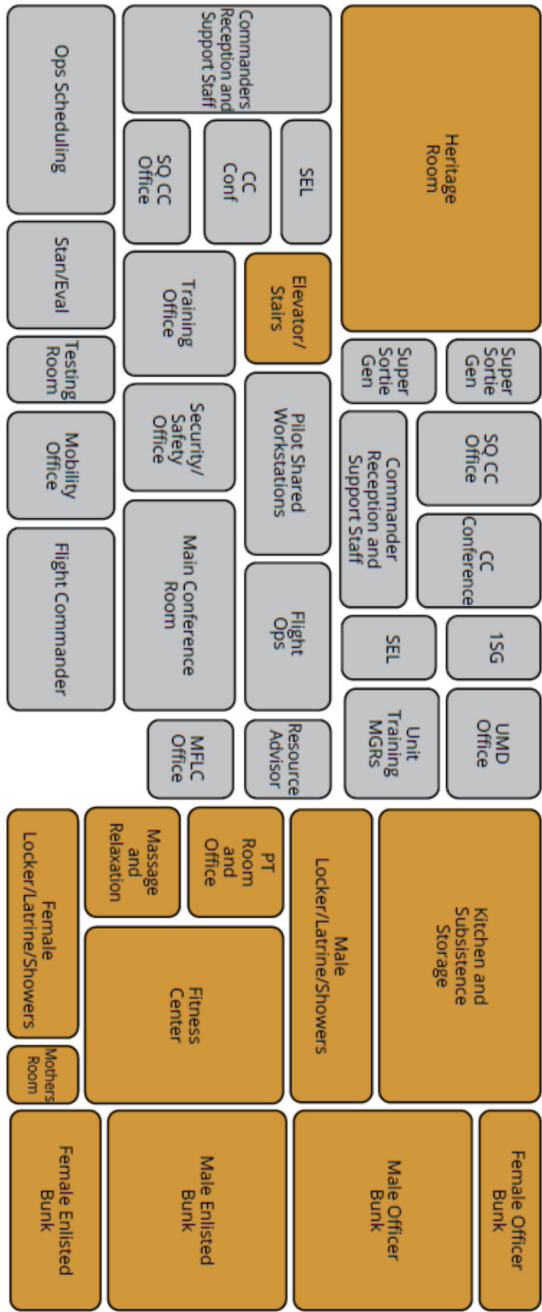 Heritage
Room
Super
Sortie
Gen
SQ CC
Office
CC
Conference
1SG
UMD
Office
Kitchen and
Subsistence
Storage
Female Officer
Bunk
Super
Sortie
Gen
Commander
Reception and
Support Staff
SEL
Unit
Training
MGRs
Male
Locker/Latrine/Showers
Male Officer
Bunk
Commanders
Reception and
Support Staff
SEL
CC
Conf
SQ CC
Office
Elevator/
Stairs
Pilot Shared
Workstations
Flight
Ops
Resource
Advisor
PT
Room
and
Office
Fitness
Center
Male Enlisted
Bunk
Training
Office
Security/
Safety
Office
Main Conference
Room
MFLC
Office
Massage
and
Relaxation
Ops Scheduling
Stan/Eval
Testing
Room
Mobility
Office
Flight Commander
Female
Locker/Latrine/Showers
Mothers
Room
Female Enlisted
Bunk